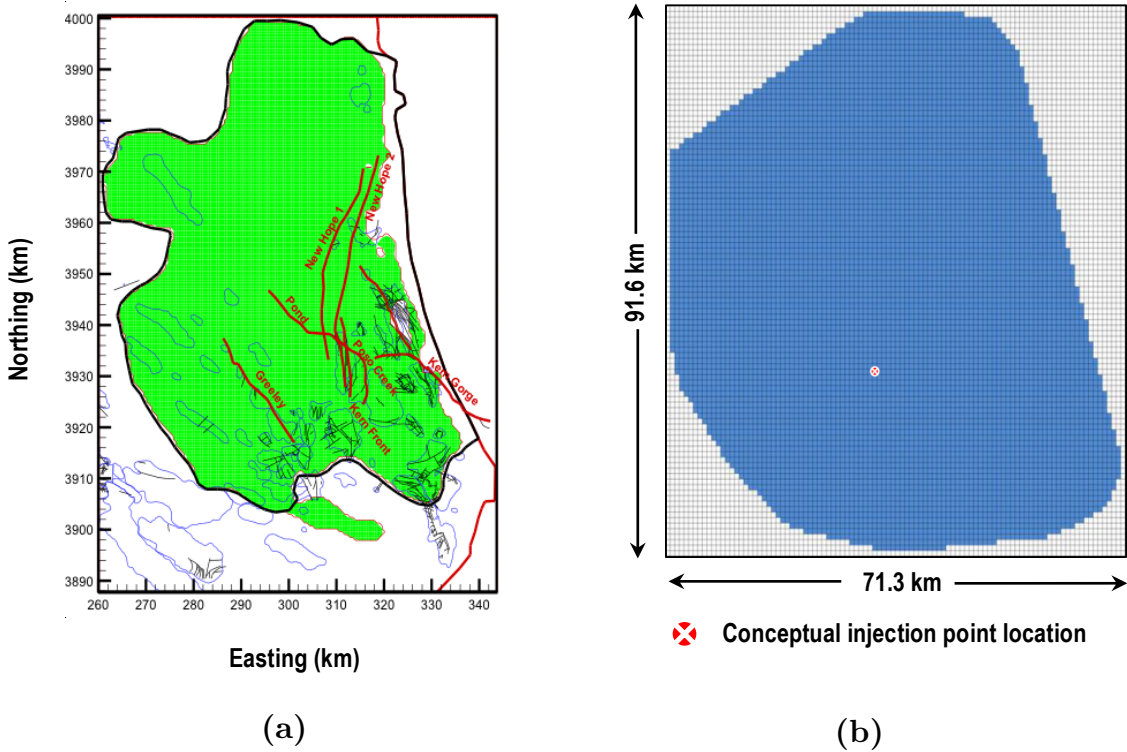 4000
3990
3980
3970
3960
3950
3940
3930
3920
3910
3900
3890
260
270
280
290
300
310
320
330
340
Northing (km)
Easting (km)
New Hope 1
New Hope 2
Pond
Greeley
Poso Creek
Kern Front
Kern Gorge
(a)
91.6 km
71.3 km
Conceptual injection point location
(b)